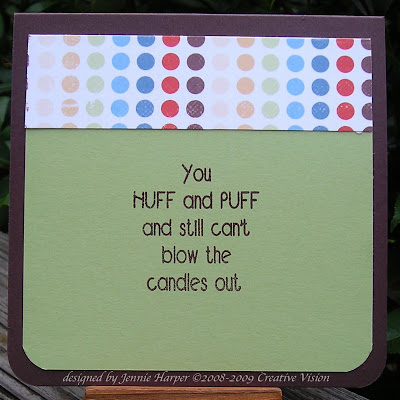 You
HUFF and PUFF
and still can't
blow the
candles out
designed by Jennie Harper ©2008-2009 Creative Vision